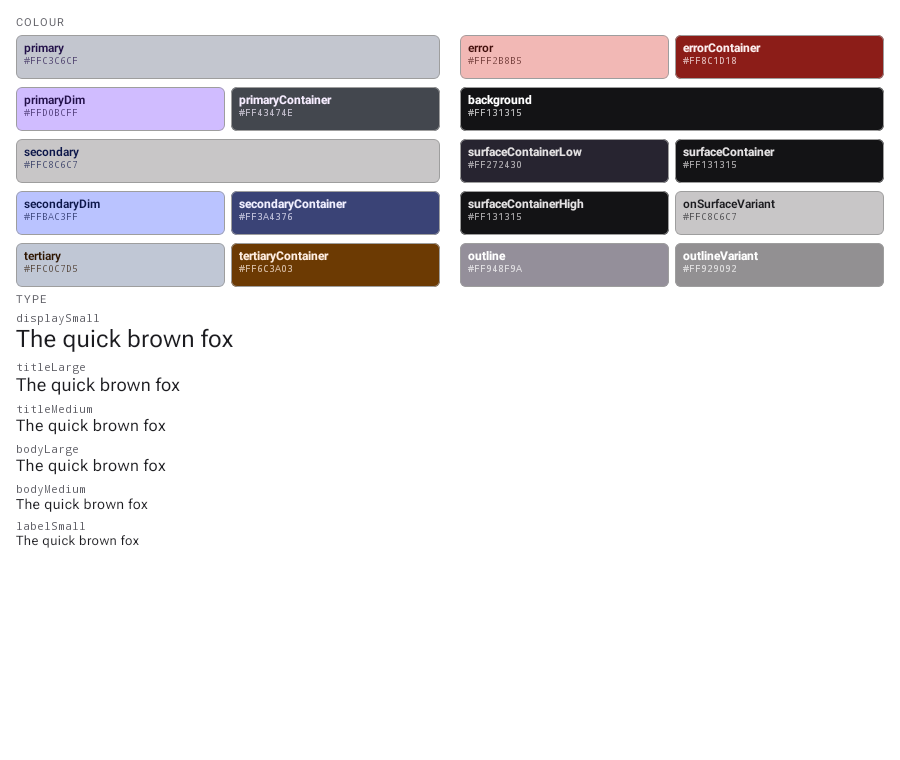 COLOUR
primary
#FFC3C6CF
primaryDim
#FFD0BCFF
primaryContainer
#FF43474E
secondary
#FFC8C6C7
secondaryDim
#FFBAC3FF
secondaryContainer
#FF3A4376
tertiary
#FFC0C7D5
tertiaryContainer
#FF6C3A03
error
#FFF2B8B5
errorContainer
#FF8C1D18
background
#FF131315
surfaceContainerLow
#FF272430
surfaceContainer
#FF131315
surfaceContainerHigh
#FF131315
onSurfaceVariant
#FFC8C6C7
outline
#FF948F9A
outlineVariant
#FF929092
TYPE
displaySmall
The quick brown fox
titleLarge
The quick brown fox
titleMedium
The quick brown fox
bodyLarge
The quick brown fox
bodyMedium
The quick brown fox
labelSmall
The quick brown fox